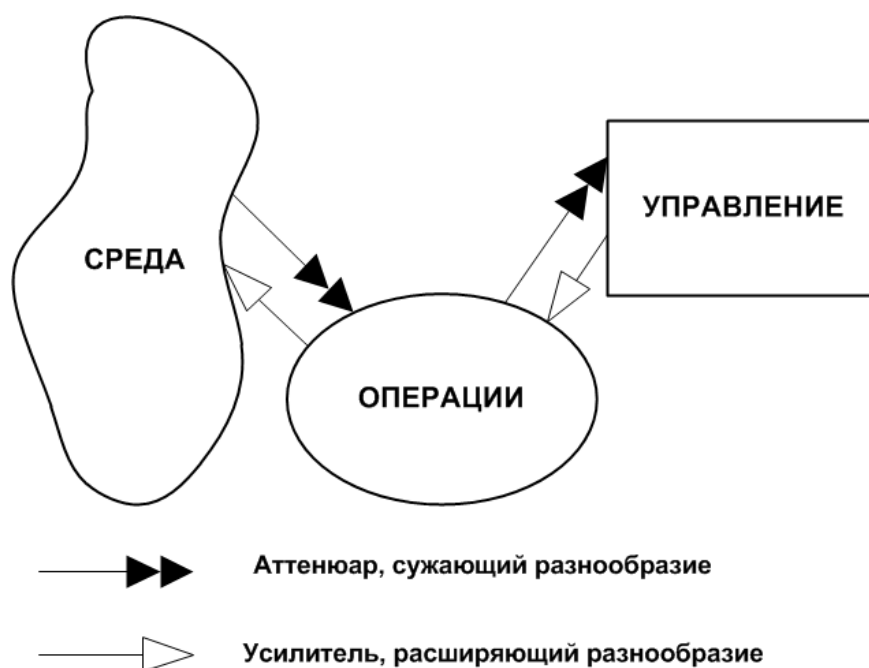 СРЕДА
УПРАВЛЕНИЕ
ОПЕРАЦИИ
Аттенюар, сужающий разнообразие
Усилитель, расширяющий разнообразие